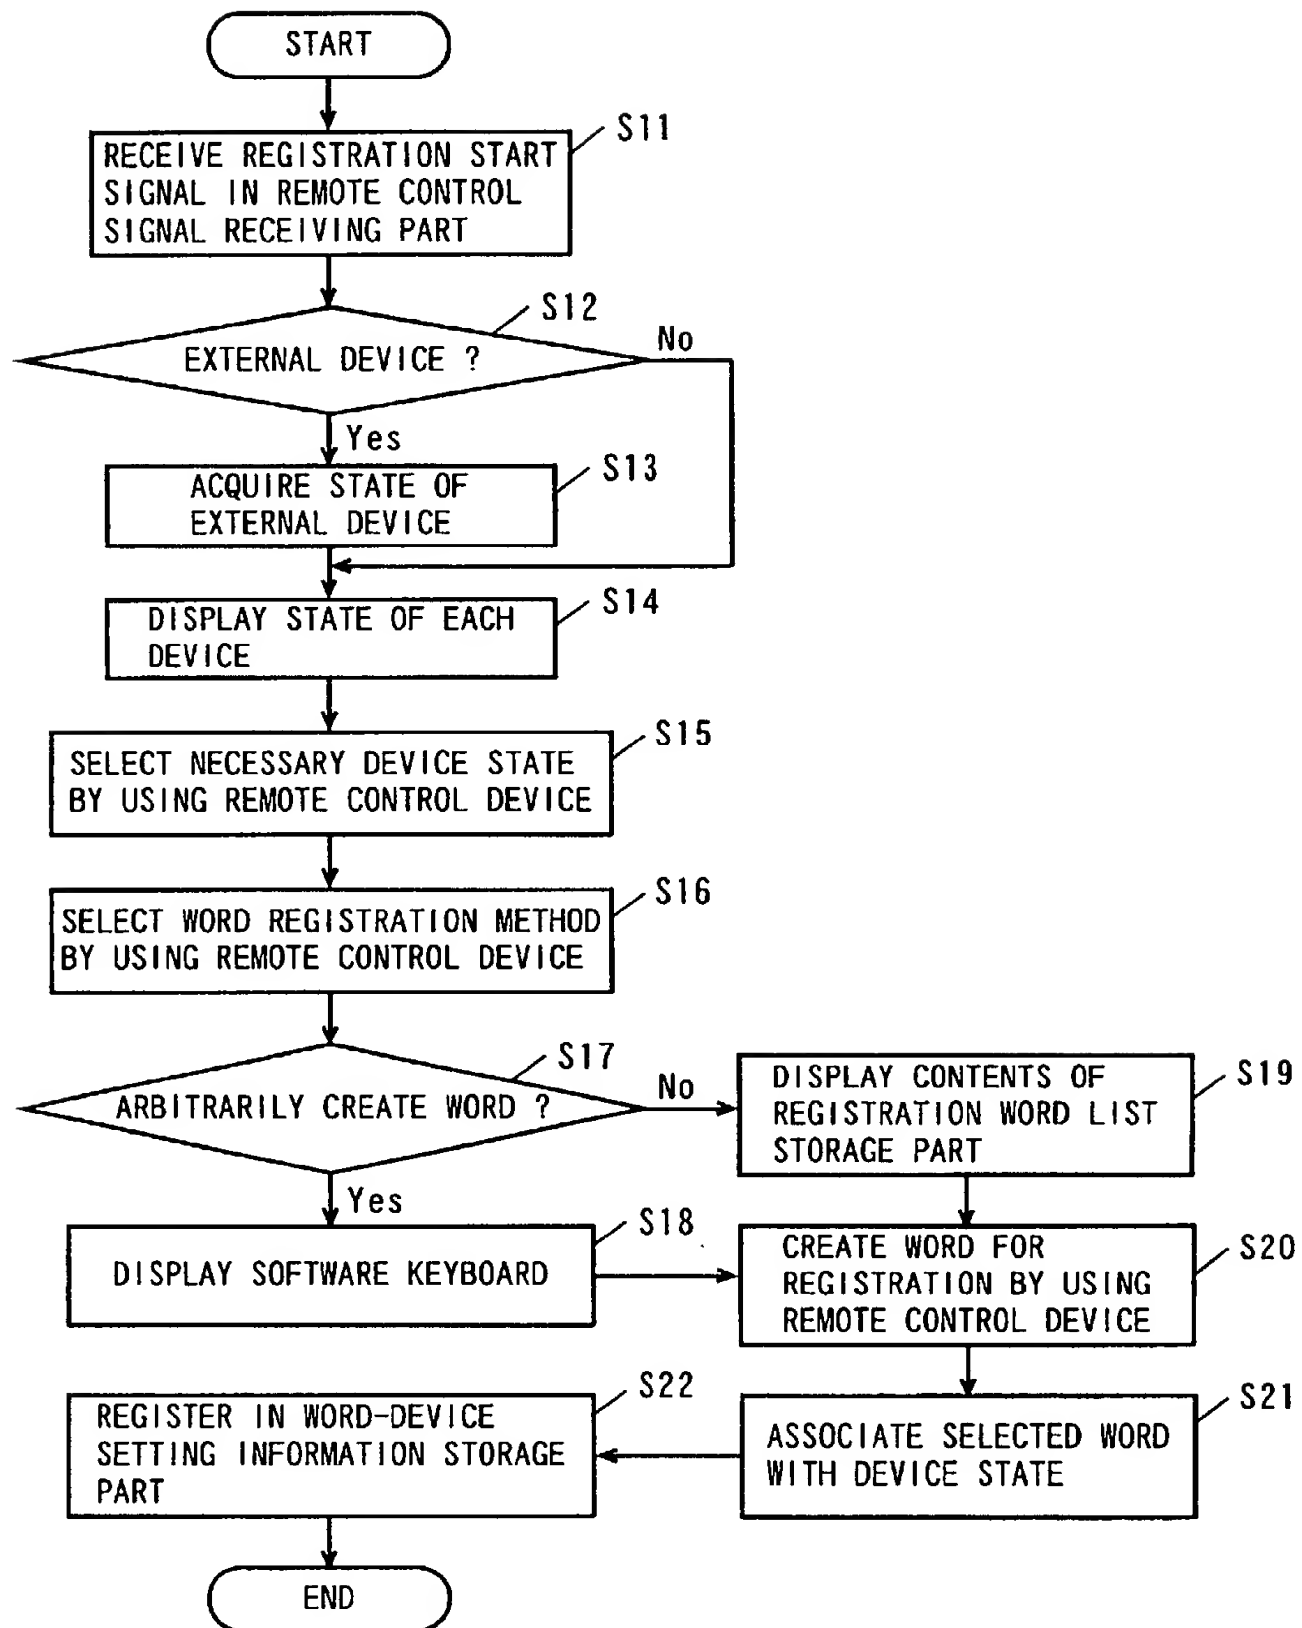 START
S11
RECEIVE REGISTRATION START
SIGNAL IN REMOTE CONTROL
SIGNAL RECEIVING PART
S12
EXTERNAL DEVICE ?
No
Yes
S13
ACQUIRE STATE OF
EXTERNAL DEVICE
S14
DISPLAY STATE OF EACH
DEVICE
S15
SELECT NECESSARY DEVICE STATE
BY USING REMOTE CONTROL DEVICE
S16
SELECT WORD REGISTRATION METHOD
BY USING REMOTE CONTROL DEVICE
S17
ARBITRARILY CREATE WORD ?
No
Yes
S19
DISPLAY CONTENTS OF
REGISTRATION WORD LIST
STORAGE PART
S18
DISPLAY SOFTWARE KEYBOARD
S20
CREATE WORD FOR
REGISTRATION BY USING
REMOTE CONTROL DEVICE
S21
ASSOCIATE SELECTED WORD
WITH DEVICE STATE
S22
REGISTER IN WORD-DEVICE
SETTING INFORMATION STORAGE
PART
END